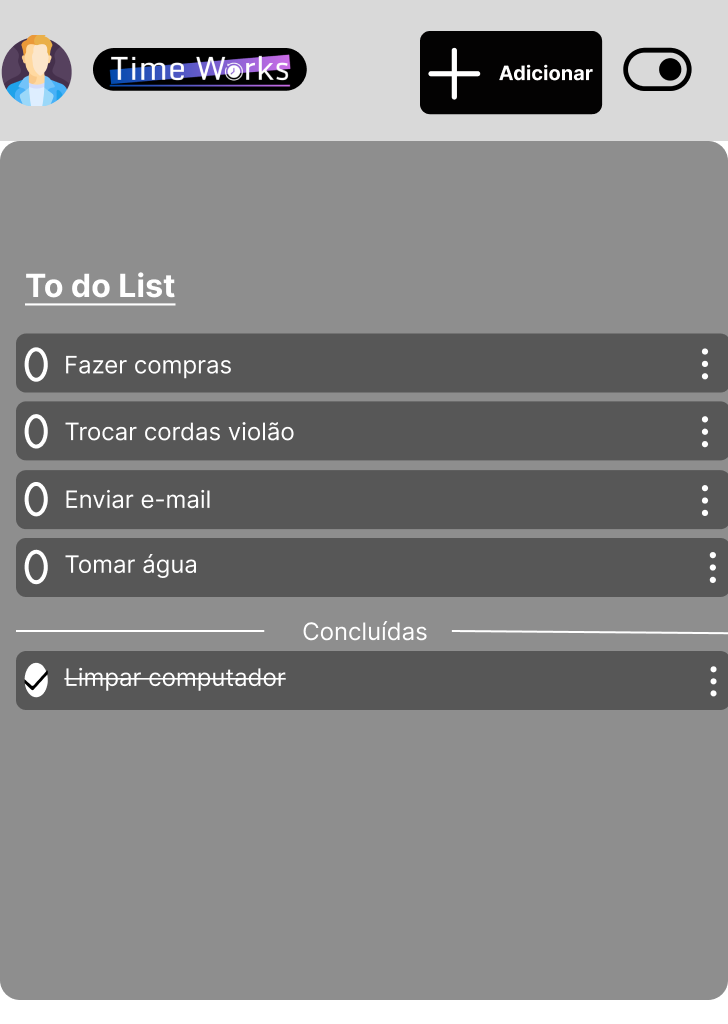 Time Works
Adicionar
To do List
Fazer compras
Trocar cordas violão
Enviar e-mail
Tomar água
Concluídas
Limpar computador